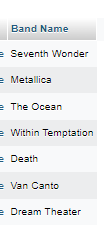 Band Name
e Seventh Wonder
e Metallica
e The Ocean
e Within Temptation
e Death
e Van Canto
e Dream Theater